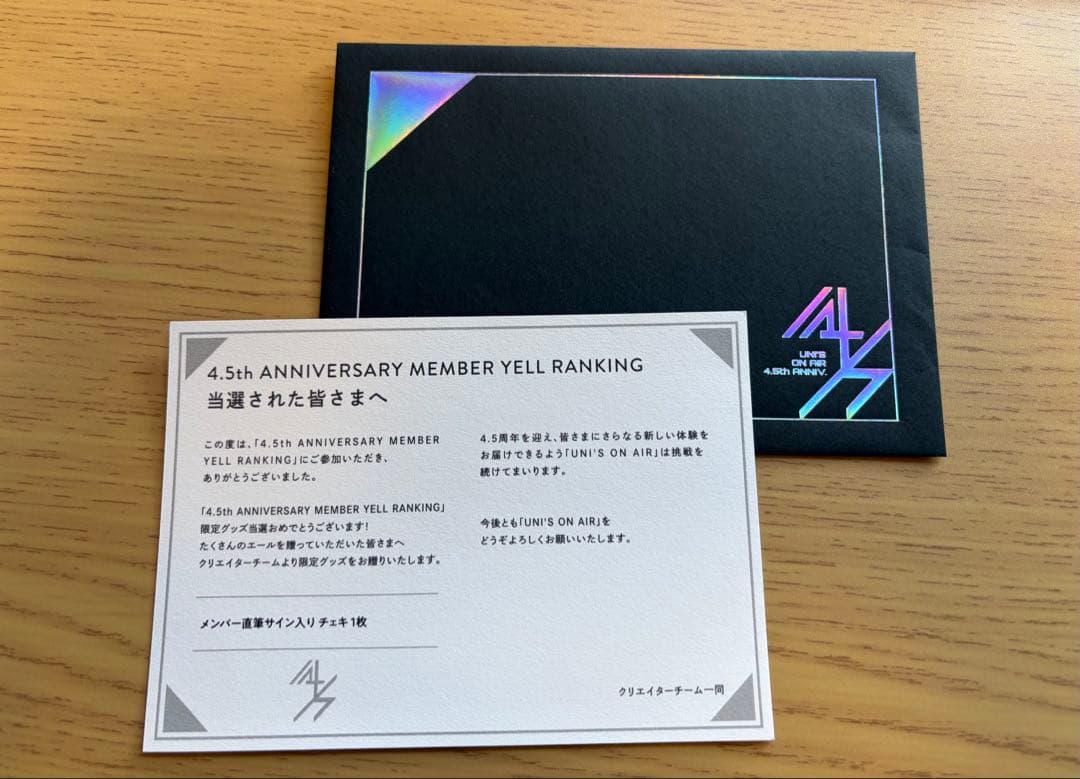 UNI'S
ON AIR
4.5th ANNIV.
4.5th ANNIVERSARY MEMBER YELL RANKING
当選された皆さまへ
この度は、「4.5th ANNIVERSARY MEMBER
YELL RANKING」にご参加いただき、
ありがとうございました。
「4.5th ANNIVERSARY MEMBER YELL RANKING」
限定グッズ当選おめでとうございます！
たくさんのエールを贈っていただいた皆さまへ
クリエイターチームより限定グッズをお贈りいたします。
メンバー直筆サイン入り チェキ 1枚
4.5周年を迎え、皆さまにさらなる新しい体験を
お届けできるよう「UNI'S ON AIR」は挑戦を
続けてまいります。
今後とも「UNI'S ON AIR」を
どうぞよろしくお願いいたします。
クリエイターチーム一同